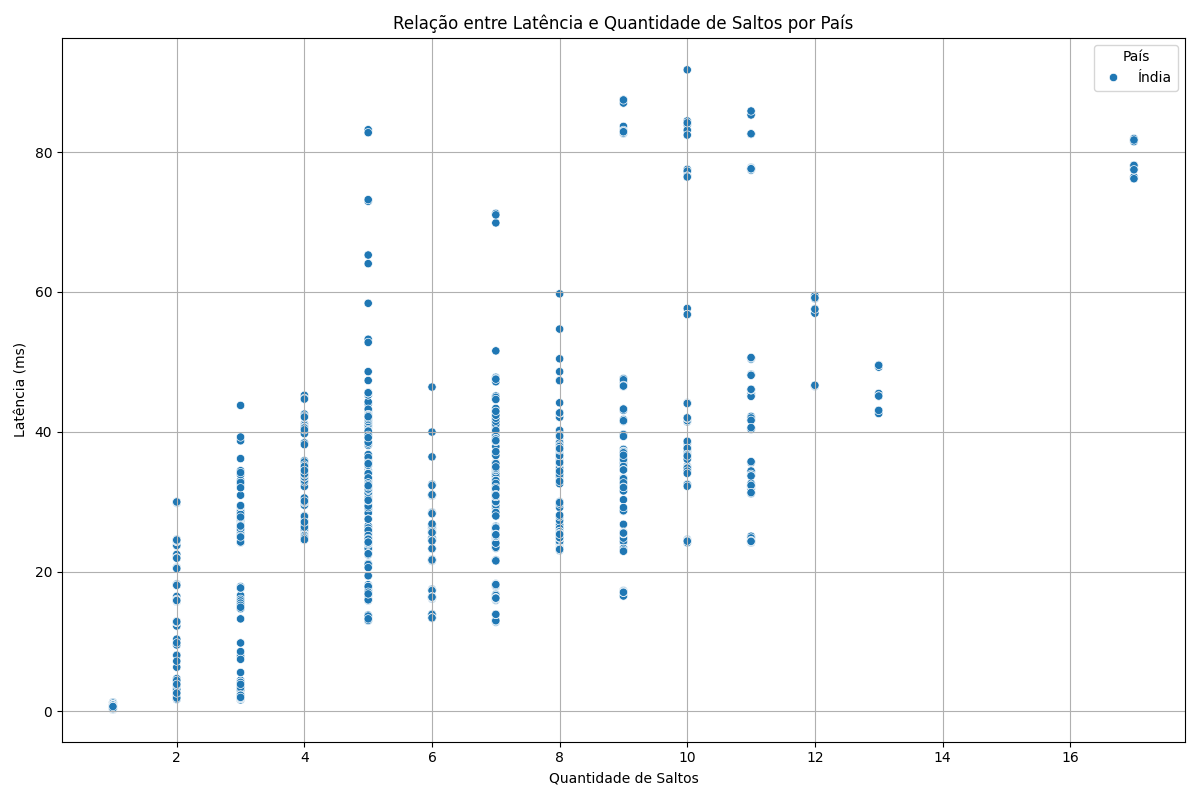 Relação entre Latência e Quantidade de Saltos por País
País
Índia
Latência (ms)
80
60
40
20
0
2 4 6 8 10 12 14 16
Quantidade de Saltos